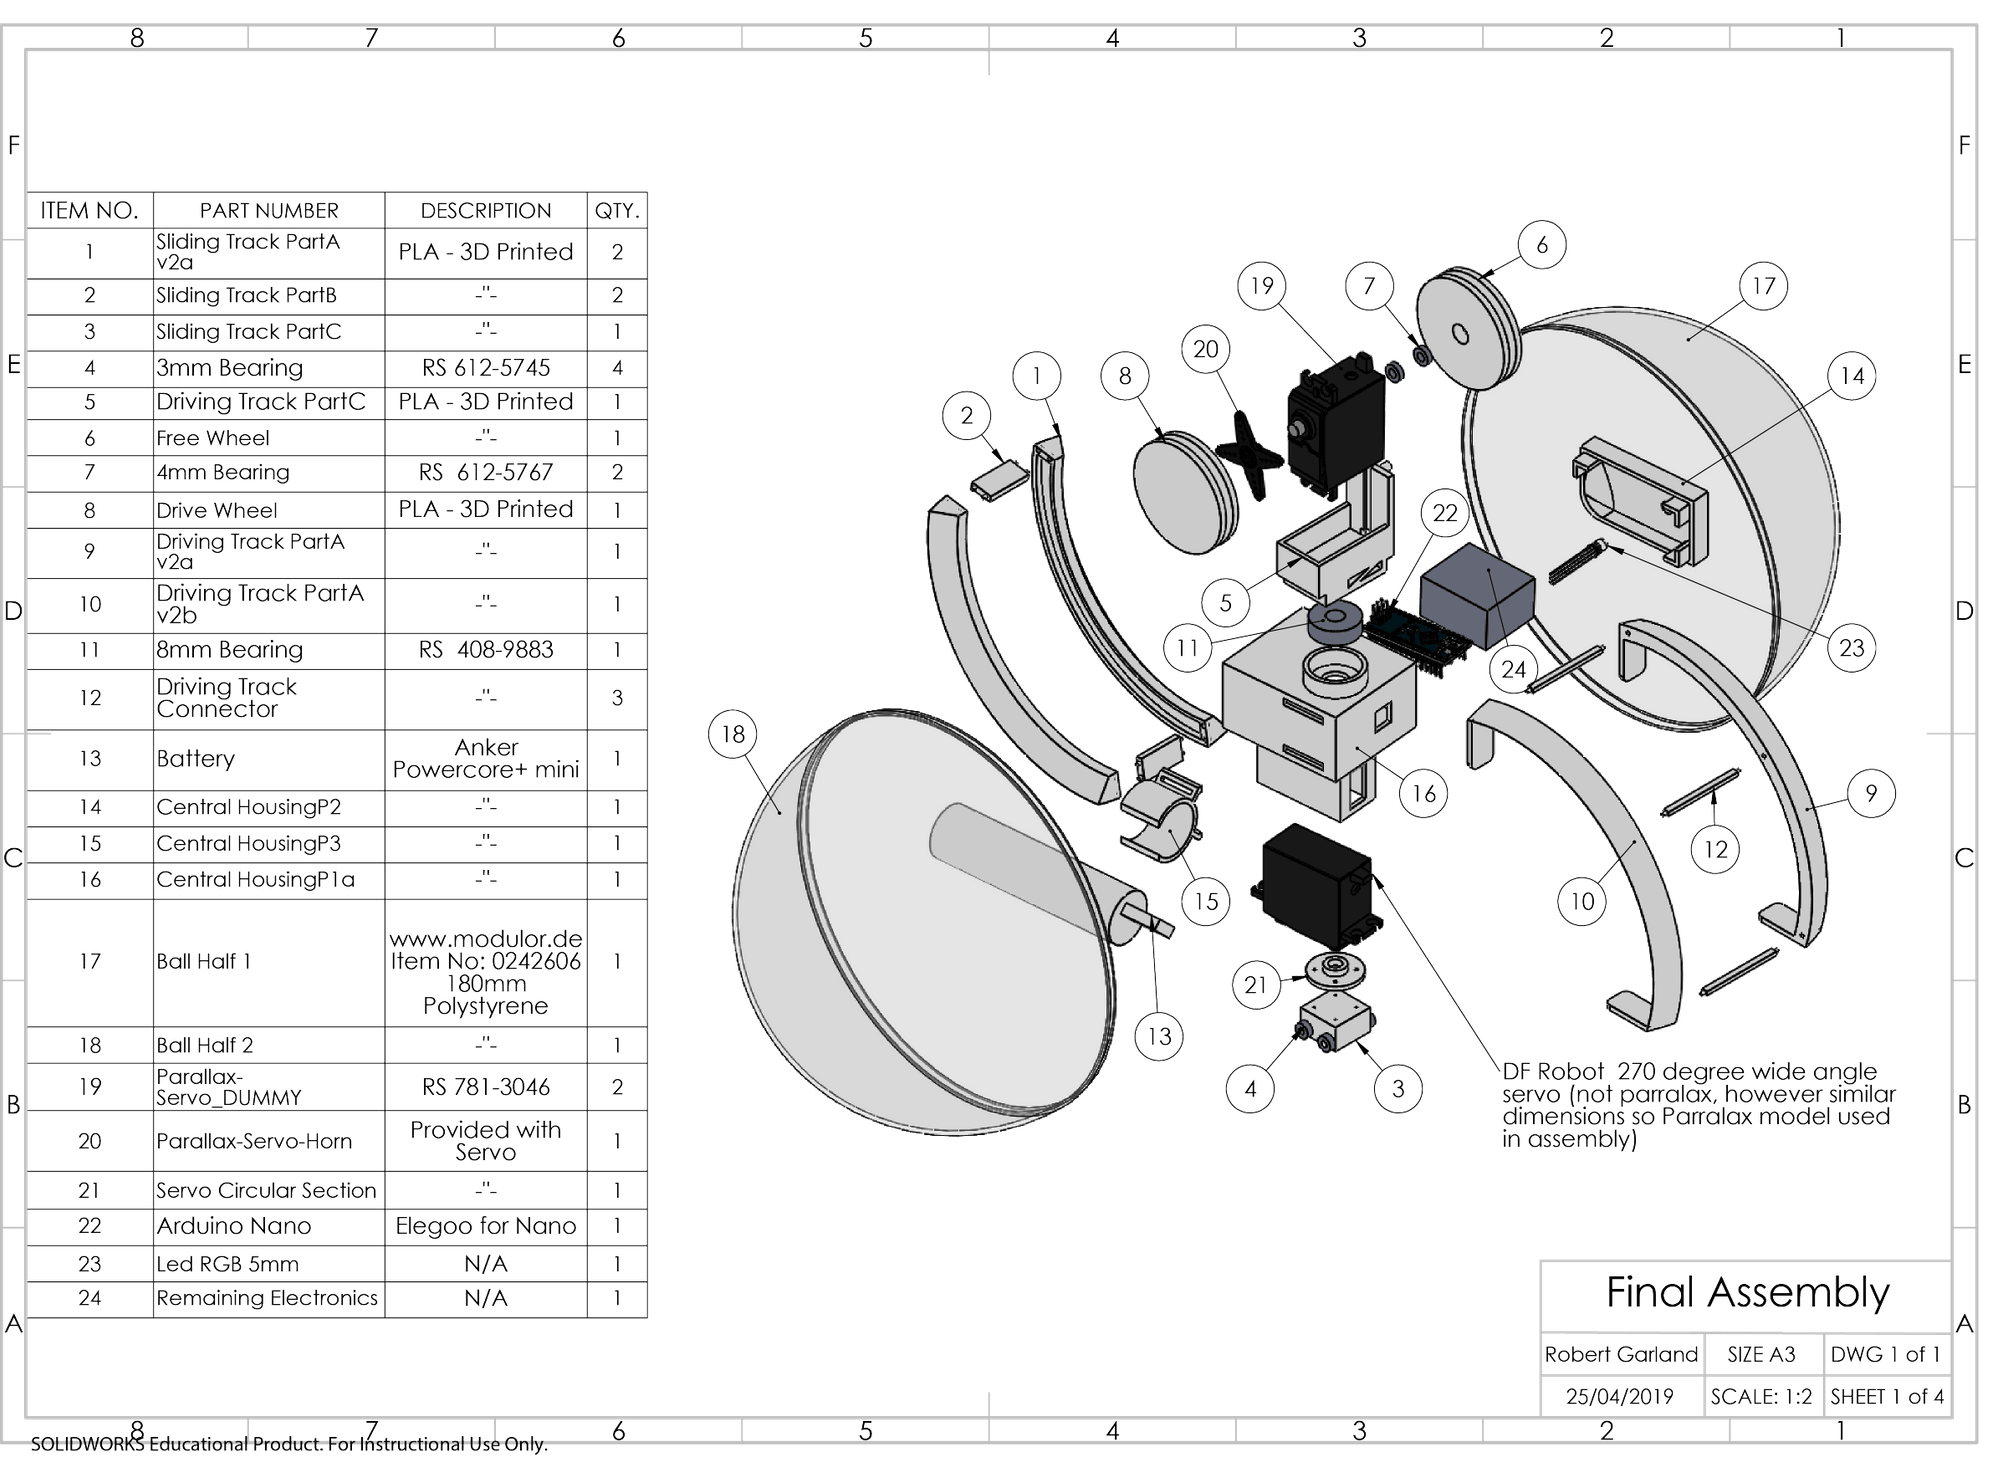 8 7 6 5 4 3 2 1
F F
E E
D D
C C
B B
A A
ITEM NO. PART NUMBER DESCRIPTION QTY.
1 Sliding Track PartA
v2a PLA - 3D Printed 2
2 Sliding Track PartB -"- 2
3 Sliding Track PartC -"- 1
4 3mm Bearing RS 612-5745 4
5 Driving Track PartC PLA - 3D Printed 1
6 Free Wheel -"- 1
7 4mm Bearing RS 612-5767 2
8 Drive Wheel PLA - 3D Printed 1
9 Driving Track PartA
v2a -"- 1
10 Driving Track PartA
v2b -"- 1
11 8mm Bearing RS 408-9883 1
12 Driving Track
Connector -"- 3
13 Battery Anker
Powercore+ mini 1
14 Central HousingP2 -"- 1
15 Central HousingP3 -"- 1
16 Central HousingP1a -"- 1
17 Ball Half 1 www.modulor.de
Item No: 0242606
180mm
Polystyrene 1
18 Ball Half 2 -"- 1
19 Parallax-
Servo_DUMMY RS 781-3046 2
20 Parallax-Servo-Horn Provided with
Servo 1
21 Servo Circular Section -"- 1
22 Arduino Nano Elegoo for Nano 1
23 Led RGB 5mm N/A 1
24 Remaining Electronics N/A 1
6
19 7 17
20
1 8 14
2
22
5
11 24 23
18
16 9
12
15 10
21
13
4 3
DF Robot 270 degree wide angle
servo (not parralax, however similar
dimensions so Parralax model used
in assembly)
Final Assembly
Robert Garland SIZE A3 DWG 1 of 1
25/04/2019 SCALE: 1:2 SHEET 1 of 4
8 7 6 5 4 3 2 1
SOLIDWORKS Educational Product. For Instructional Use Only.